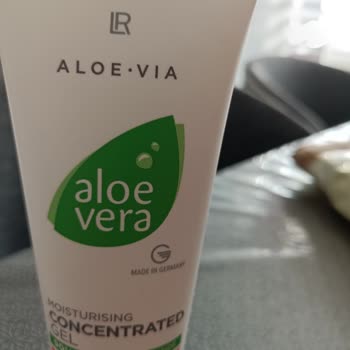 LR
ALOE·VIA
aloe
vera
MADE IN GERMANY
MOISTURISING
CONCENTRATED
GEL